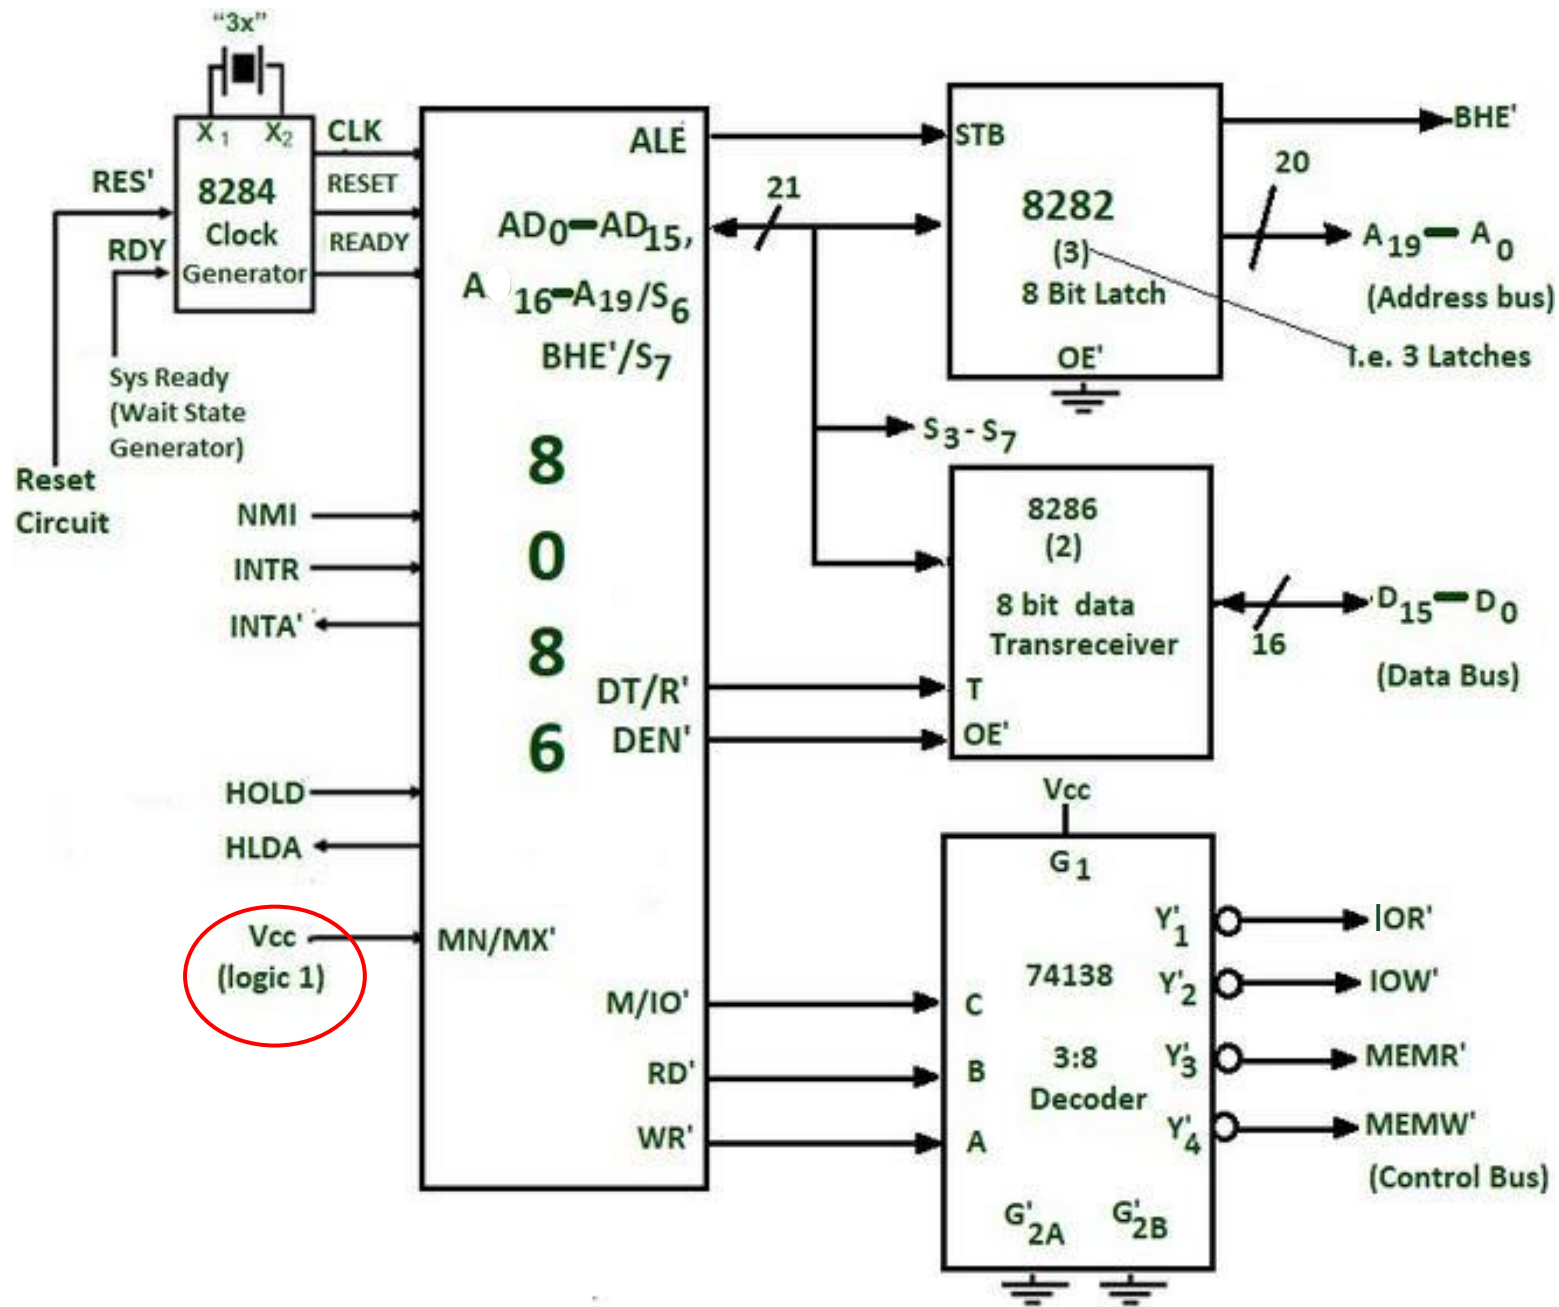 “3x”
X1 X2
8284
Clock
Generator
CLK
RESET
READY
RES'
RDY
Sys Ready
(Wait State
Generator)
Reset
Circuit
NMI
INTR
INTA'
HOLD
HLDA
Vcc
(logic 1)
ALE
AD0-AD15,
A 16-A19/S6
BHE'/S7
8
0
8
6
DT/R'
DEN'
MN/MX'
M/IO'
RD'
WR'
21
STB
8282
(3)
8 Bit Latch
OE'
BHE'
20
A19 - A0
(Address bus)
i.e. 3 Latches
S3 - S7
8286
(2)
8 bit data
Transreceiver
T
OE'
16
D15 - D0
(Data Bus)
Vcc
G1
74138
3:8
Decoder
C
B
A
Y'1
Y'2
Y'3
Y'4
G'2A G'2B
IOR'
IOW'
MEMR'
MEMW'
(Control Bus)